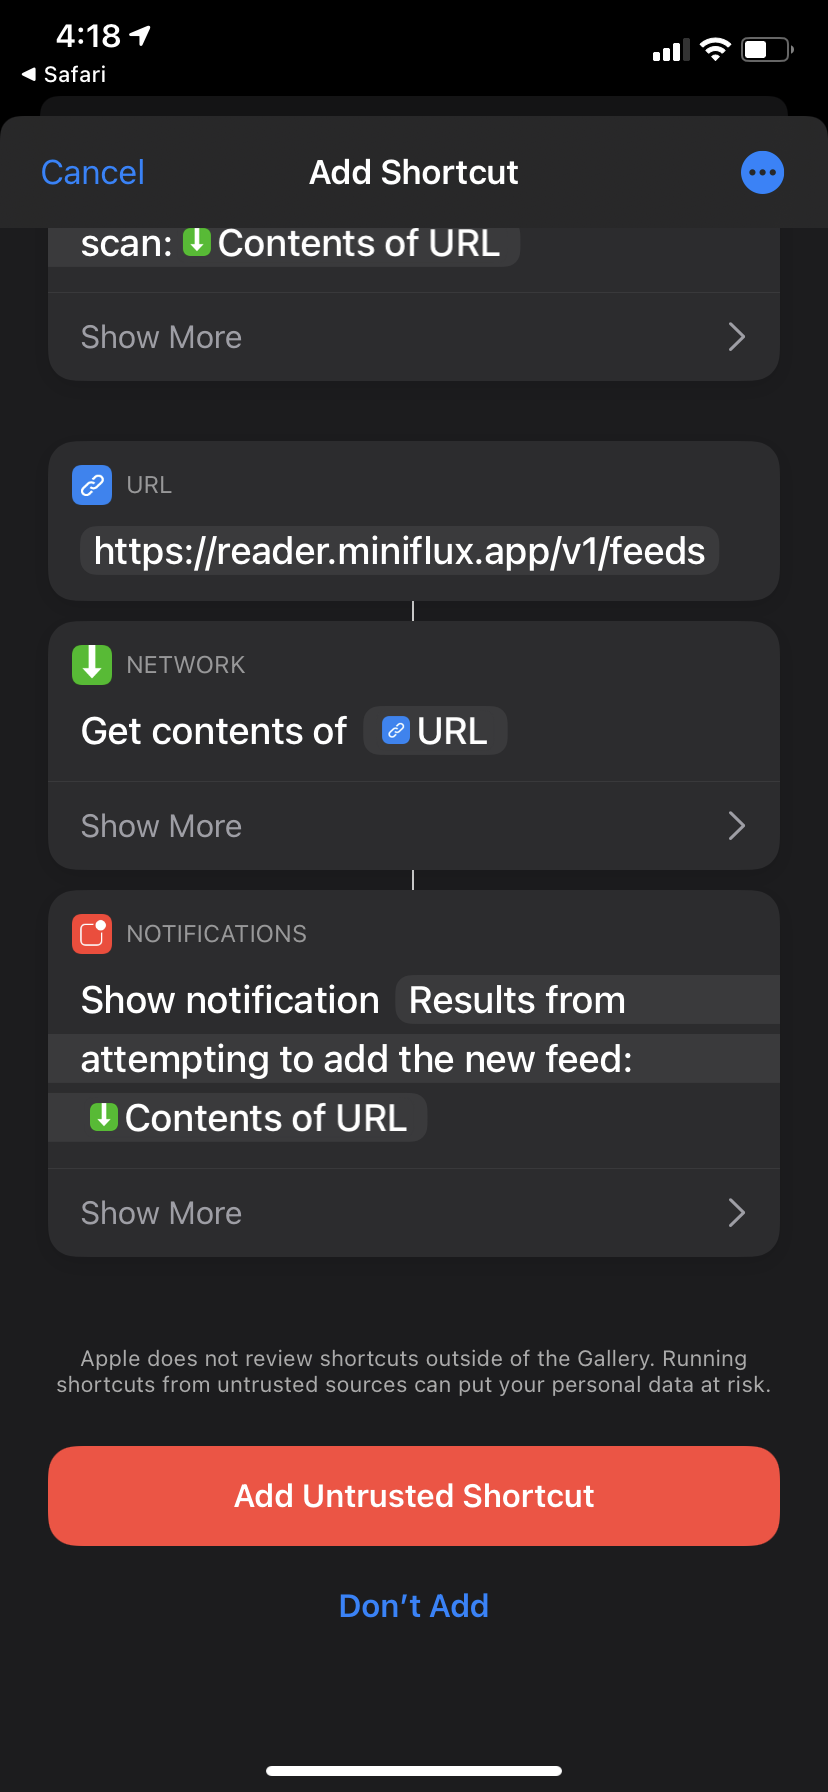 4:18
Safari
Cancel
Add Shortcut
scan: Contents of URL
Show More
URL
https://reader.miniflux.app/v1/feeds
NETWORK
Get contents of URL
Show More
NOTIFICATIONS
Show notification Results from
attempting to add the new feed:
Contents of URL
Show More
Apple does not review shortcuts outside of the Gallery. Running
shortcuts from untrusted sources can put your personal data at risk.
Add Untrusted Shortcut
Don’t Add